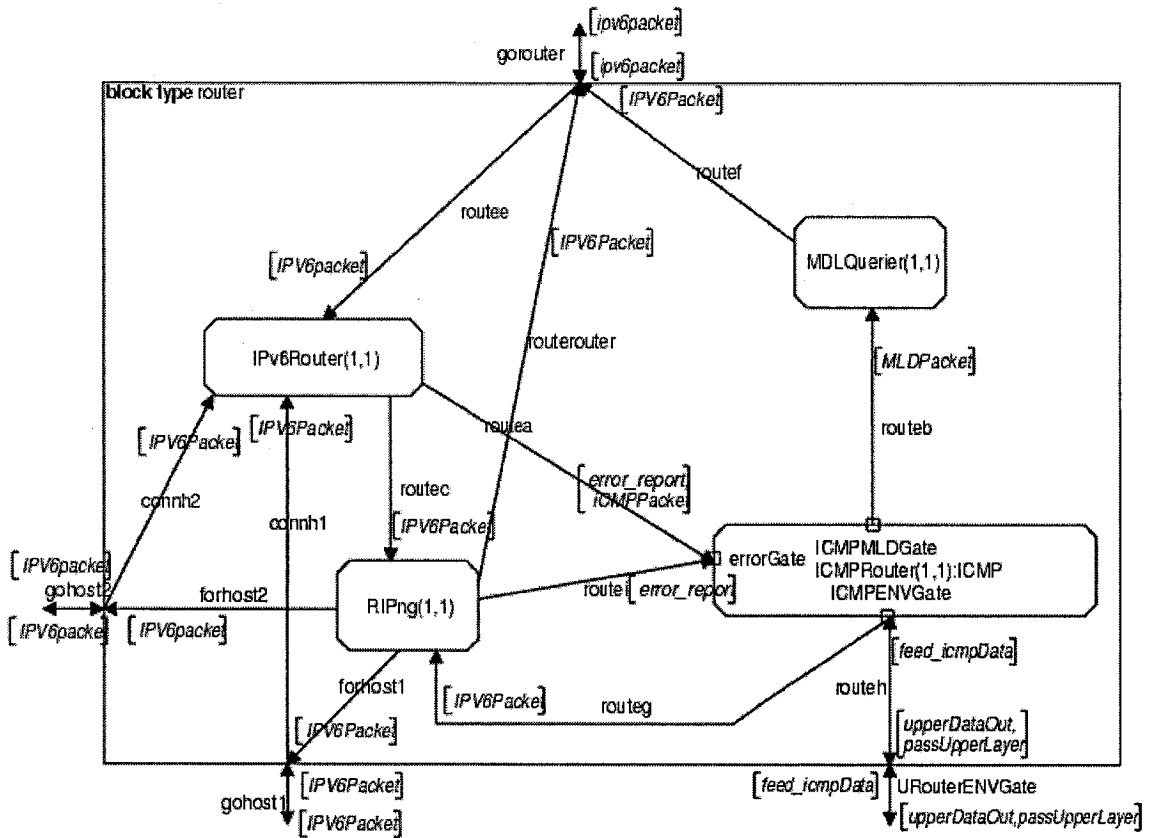 [ipv6packet]
gorouter
[ipv6packet]
block type router
[IPV6Packet]
routef
routee
[IPV6Packet]
MDLQuerier(1,1)
[IPV6packet]
IPv6Router(1,1)
routerouter
[MLDPacket]
[IPV6Packet]
[IPV6Packet]
routea
routeb
connh2
connh1
routec
[error_report,
ICMPPacket]
[IPV6Packet]
ICMPMLDGate
errorGate
ICMPRouter(1,1):ICMP
ICMPENVGate
[IPV6packet]
gohost2
[IPV6packet]
forhost2
[IPV6packet]
RIPng(1,1)
routei
[error_report]
[feed_icmpData]
forhost1
[IPV6Packet]
routeg
routeh
[IPV6Packet]
[upperDataOut,
passUpperLayer]
[IPV6Packet]
gohost1
[IPV6Packet]
[feed_icmpData]
URouterENVGate
[upperDataOut,passUpperLayer]